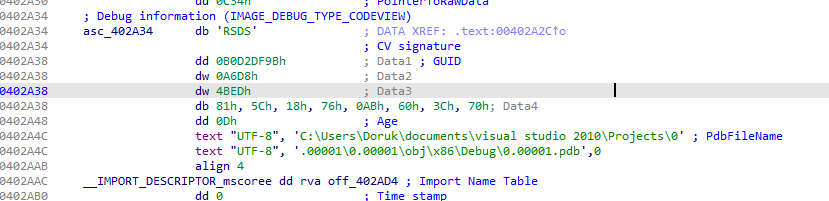 0402A30 dd 0C34h ; PointerToRawData
0402A34 ; Debug information (IMAGE_DEBUG_TYPE_CODEVIEW)
0402A34 asc_402A34 db 'RSDS' ; DATA XREF: .text:00402A2C↑o
0402A34 ; CV signature
0402A38 dd 0B0D2DF9Bh ; Data1 ; GUID
0402A38 dw 0A6D8h ; Data2
0402A38 dw 4BEDh ; Data3
0402A38 db 81h, 5Ch, 18h, 76h, 0ABh, 60h, 3Ch, 70h; Data4
0402A48 dd 0Dh ; Age
0402A4C text "UTF-8", 'C:\Users\Doruk\documents\visual studio 2010\Projects\0' ; PdbFileName
0402A4C text "UTF-8", '.00001\0.00001\obj\x86\Debug\0.00001.pdb',0
0402AAB align 4
0402AAC __IMPORT_DESCRIPTOR_mscoree dd rva off_402AD4 ; Import Name Table
0402AB0 dd 0 ; Time stamp